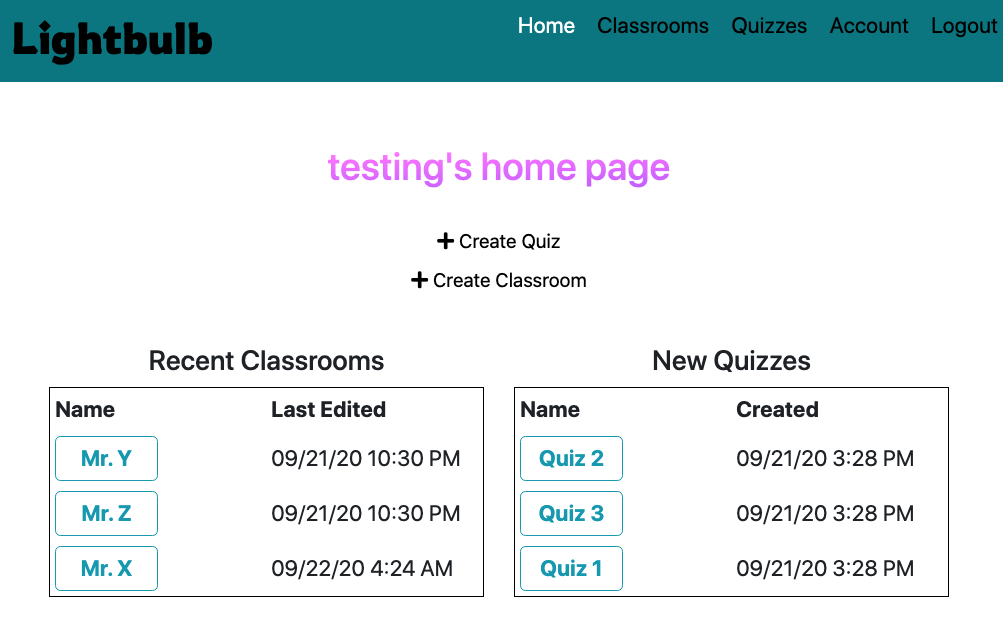 Lightbulb
Home Classrooms Quizzes Account Logout
testing's home page
Create Quiz
Create Classroom
Recent Classrooms
Name Last Edited
Mr. Y 09/21/20 10:30 PM
Mr. Z 09/21/20 10:30 PM
Mr. X 09/22/20 4:24 AM
New Quizzes
Name Created
Quiz 2 09/21/20 3:28 PM
Quiz 3 09/21/20 3:28 PM
Quiz 1 09/21/20 3:28 PM